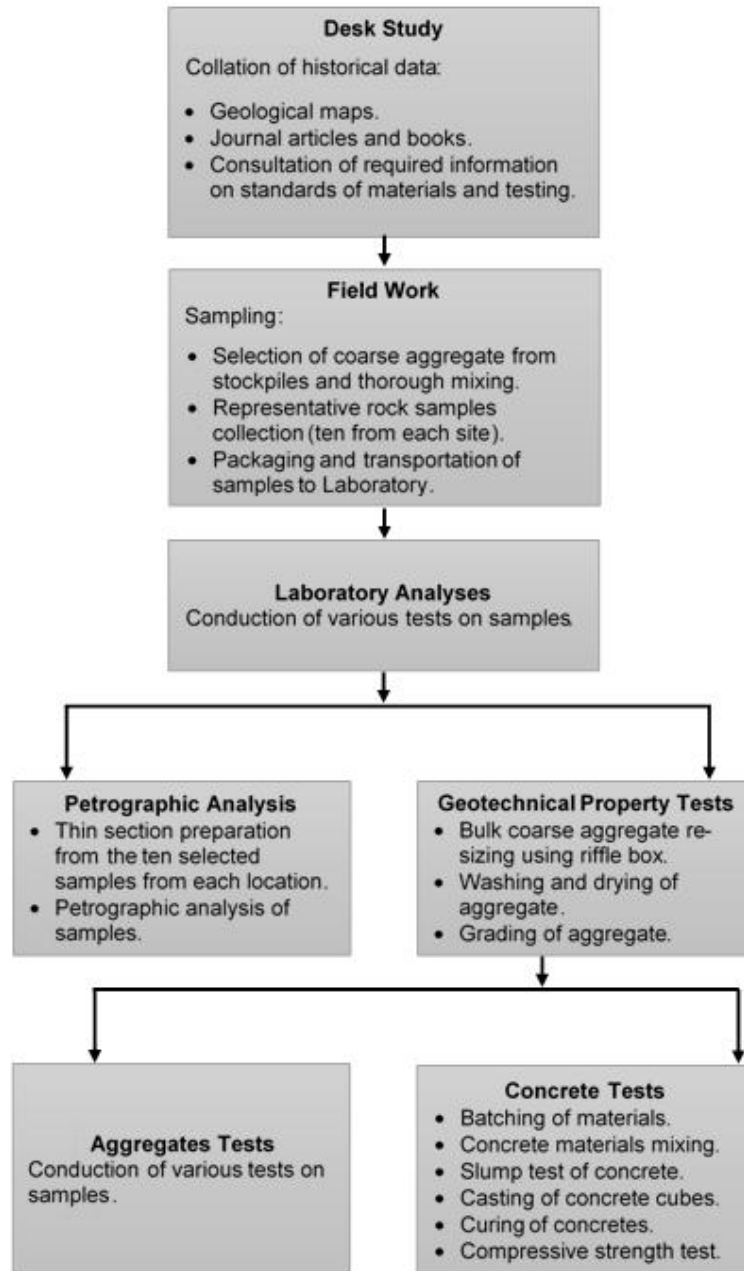 Desk Study
Collation of historical data:
• Geological maps.
• Journal articles and books.
• Consultation of required information
on standards of materials and testing.
Field Work
Sampling:
• Selection of coarse aggregate from
stockpiles and thorough mixing.
• Representative rock samples
collection (ten from each site).
• Packaging and transportation of
samples to Laboratory.
Laboratory Analyses
Conduction of various tests on samples.
Petrographic Analysis
• Thin section preparation
from the ten selected
samples from each location.
• Petrographic analysis of
samples.
Geotechnical Property Tests
• Bulk coarse aggregate re-
sizing using riffle box.
• Washing and drying of
aggregate.
• Grading of aggregate.
Aggregates Tests
Conduction of various tests on
samples.
Concrete Tests
• Batching of materials.
• Concrete materials mixing.
• Slump test of concrete.
• Casting of concrete cubes.
• Curing of concretes.
• Compressive strength test.